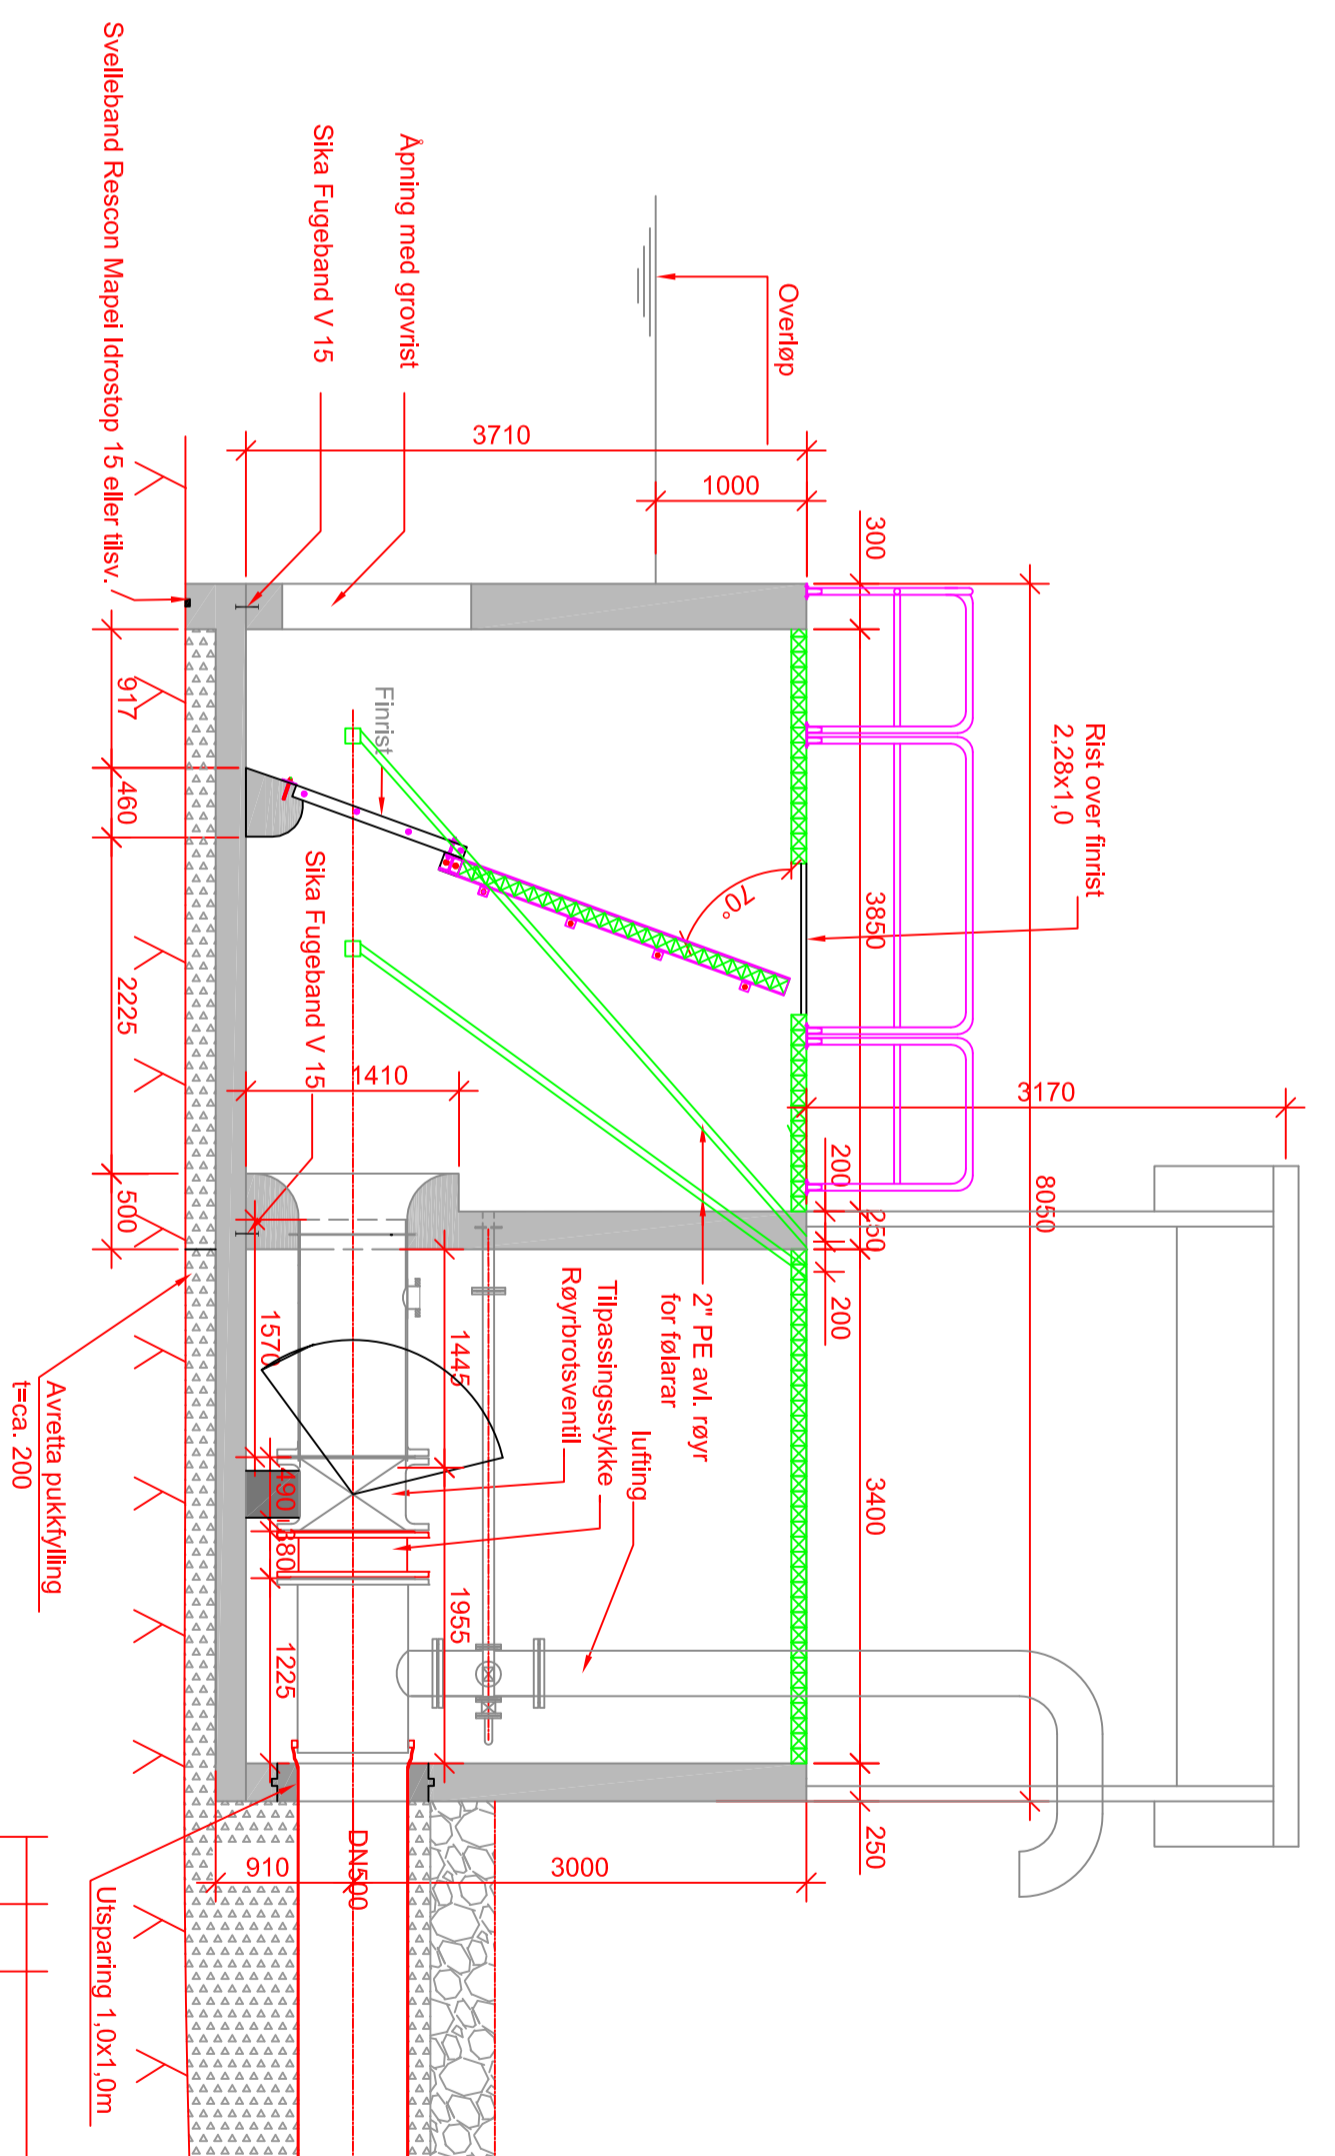 Overløp
Åpning med grovrist
Sika Fugeband V 15
Svelleband Rescon Mapei Idrostop 15 eller tilsv.
3710
1000
300
3850
Rist over finrist
2,28x1,0
8050
3170
Finrist
70°
917
460
2225
500
Sika Fugeband V 15
1410
200
250
200
2" PE avl. røyr
for følarar
lufting
Tilpassingsstykke
Røyrbrotsventil
1445
1570
490
380
1955
1225
3400
250
Avretta pukkfylling
t=ca. 200
DN500
910
3000
Utsparing 1,0x1,0m